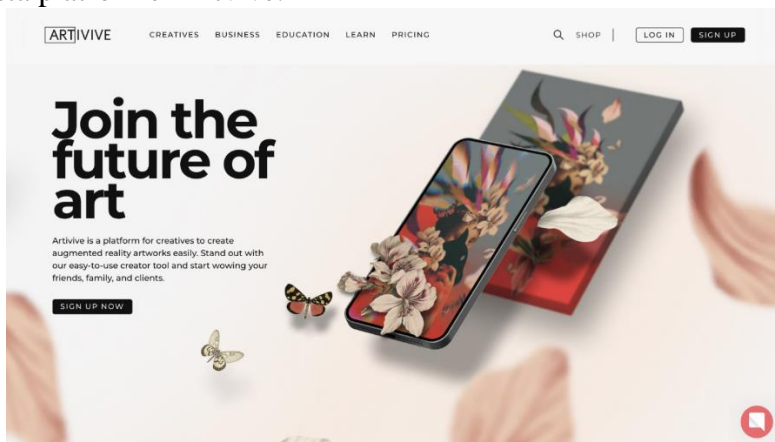 ARTIVIVE CREATIVES BUSINESS EDUCATION LEARN PRICING SHOP LOG IN SIGN UP
Join the
future of
art
Artivive is a platform for creatives to create
augmented reality artworks easily. Stand out with
our easy-to-use creator tool and start wowing your
friends, family, and clients.
SIGN UP NOW